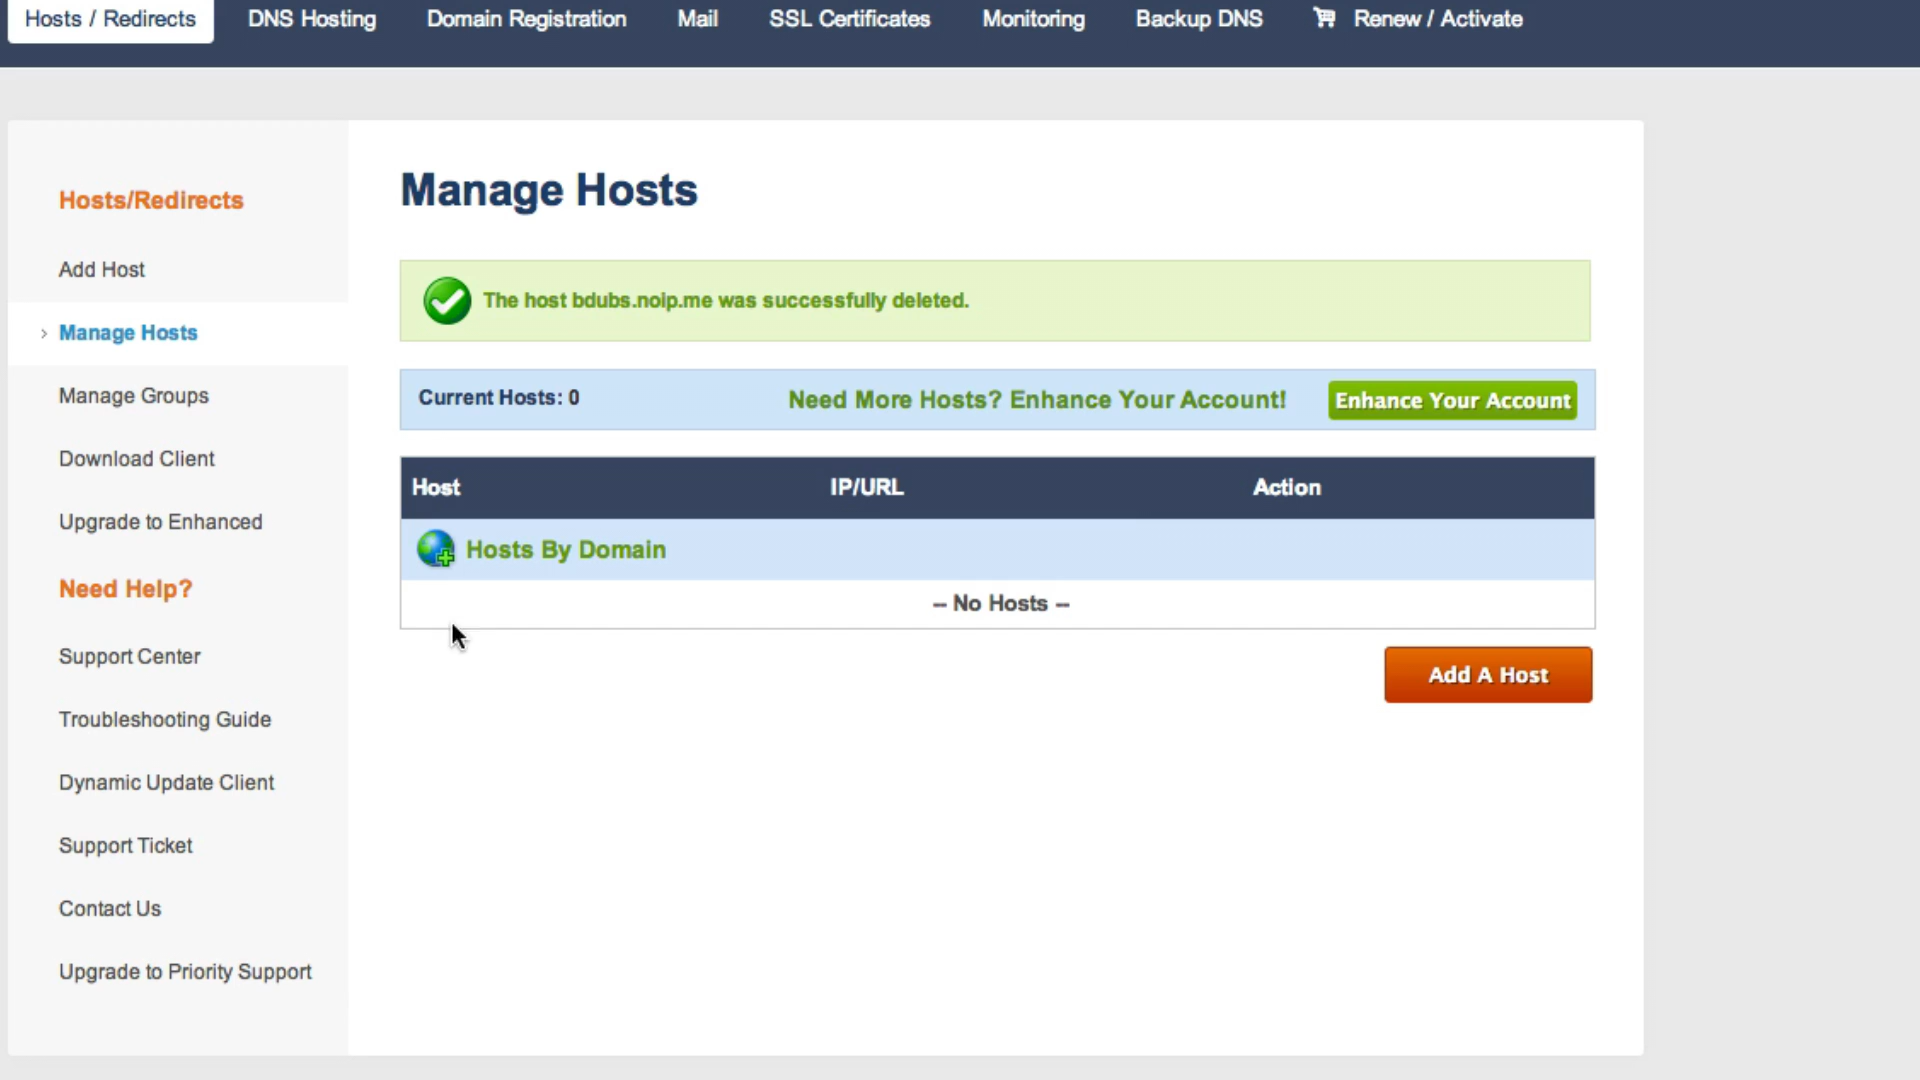 Hosts / Redirects DNS Hosting Domain Registration Mail SSL Certificates Monitoring Backup DNS Renew / Activate
Hosts/Redirects
Add Host
Manage Hosts
Manage Groups
Download Client
Upgrade to Enhanced
Need Help?
Support Center
Troubleshooting Guide
Dynamic Update Client
Support Ticket
Contact Us
Upgrade to Priority Support
Manage Hosts
The host bdubs.noip.me was successfully deleted.
Current Hosts: 0 Need More Hosts? Enhance Your Account! Enhance Your Account
Host IP/URL Action
Hosts By Domain
-- No Hosts --
Add A Host